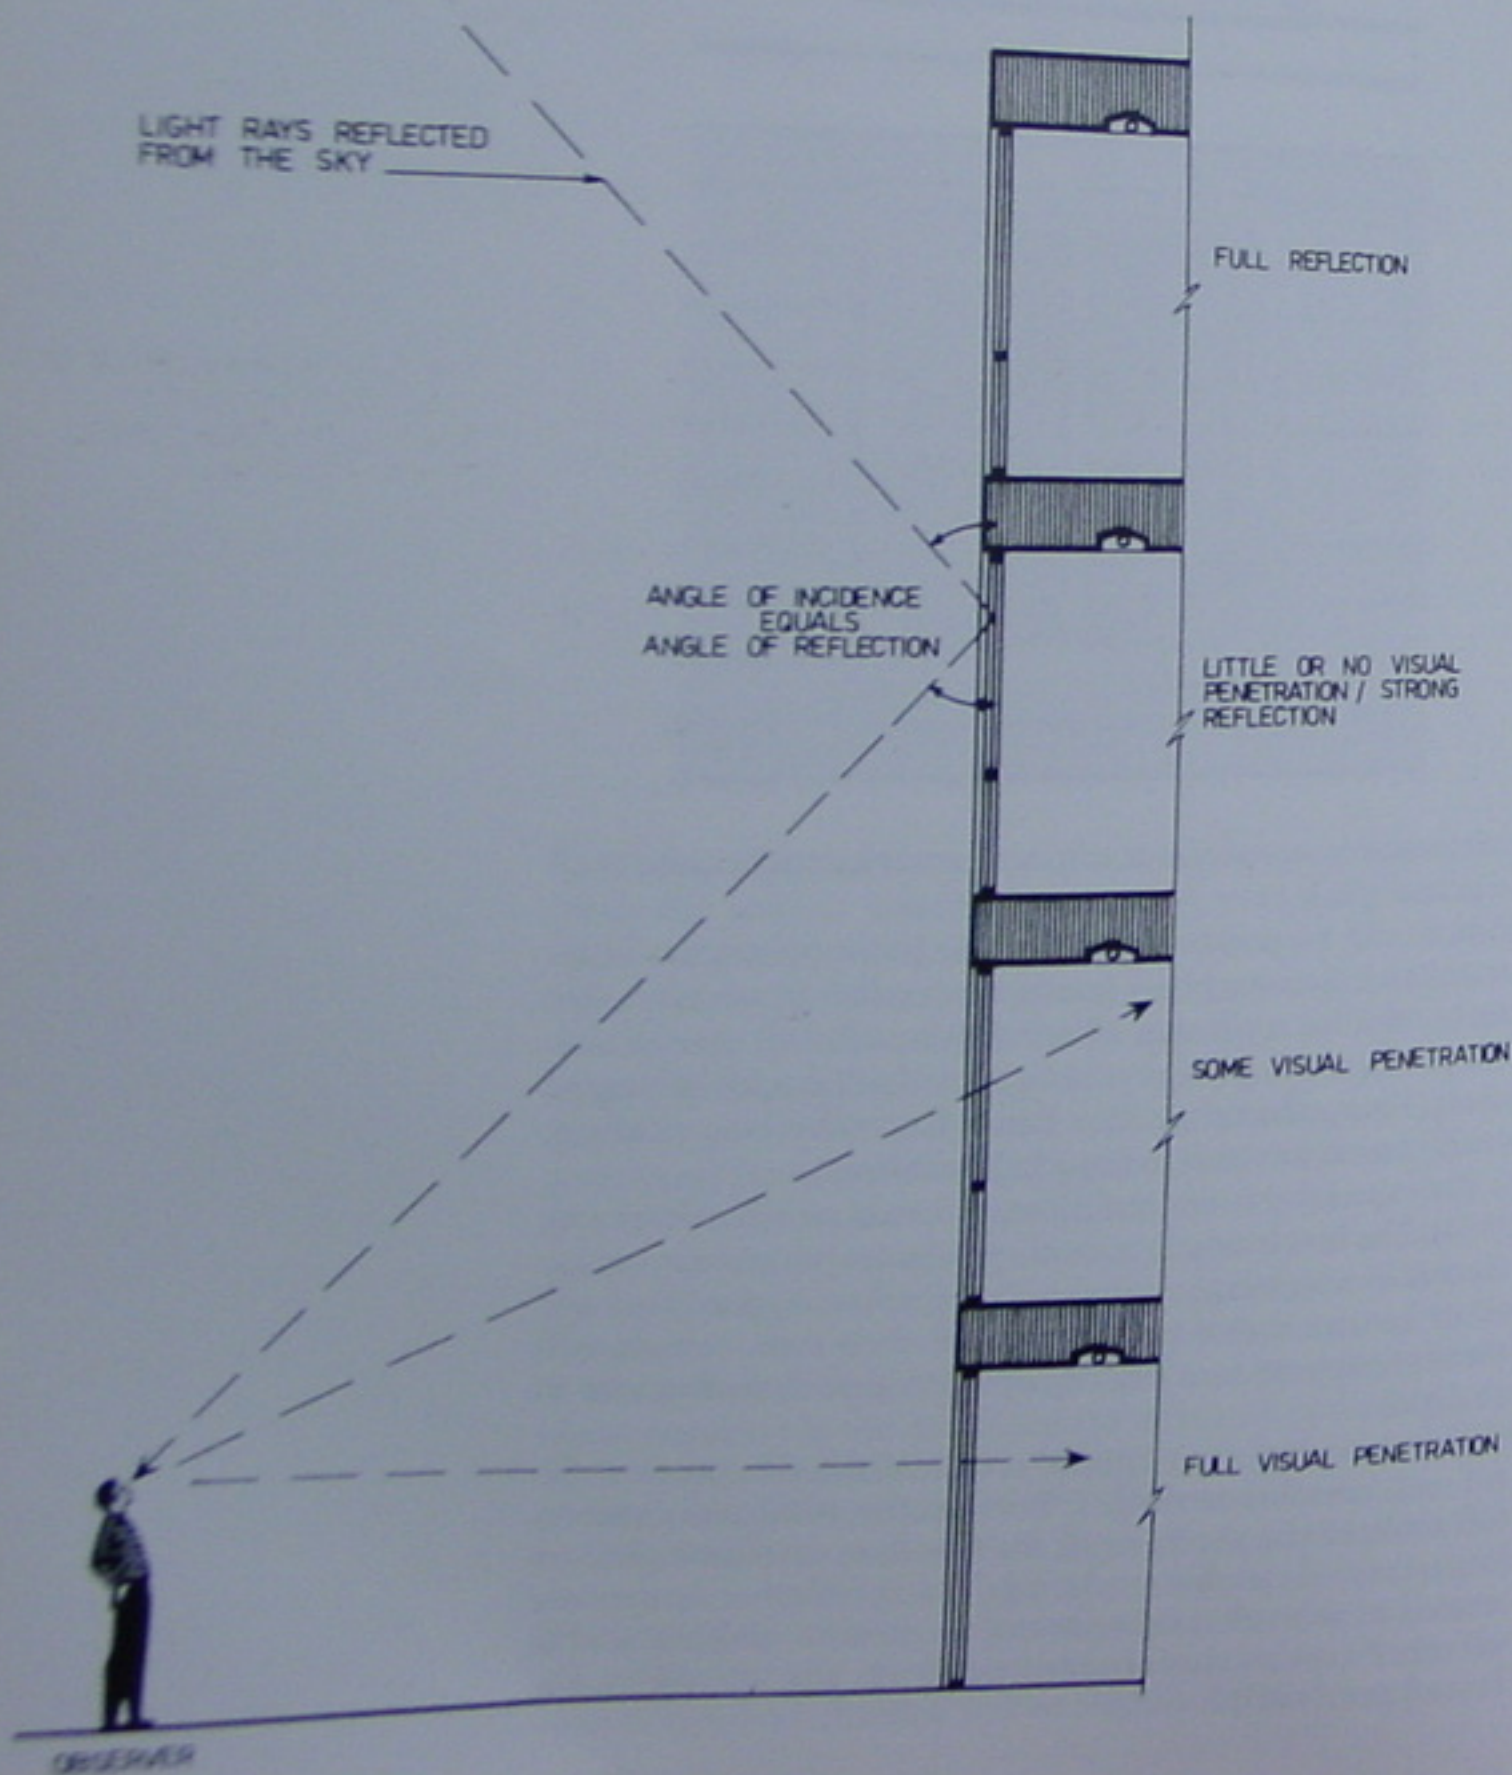 LIGHT RAYS REFLECTED
FROM THE SKY
FULL REFLECTION
ANGLE OF INCIDENCE
EQUALS
ANGLE OF REFLECTION
LITTLE OR NO VISUAL
PENETRATION / STRONG
REFLECTION
SOME VISUAL PENETRATION
FULL VISUAL PENETRATION
OBSERVER